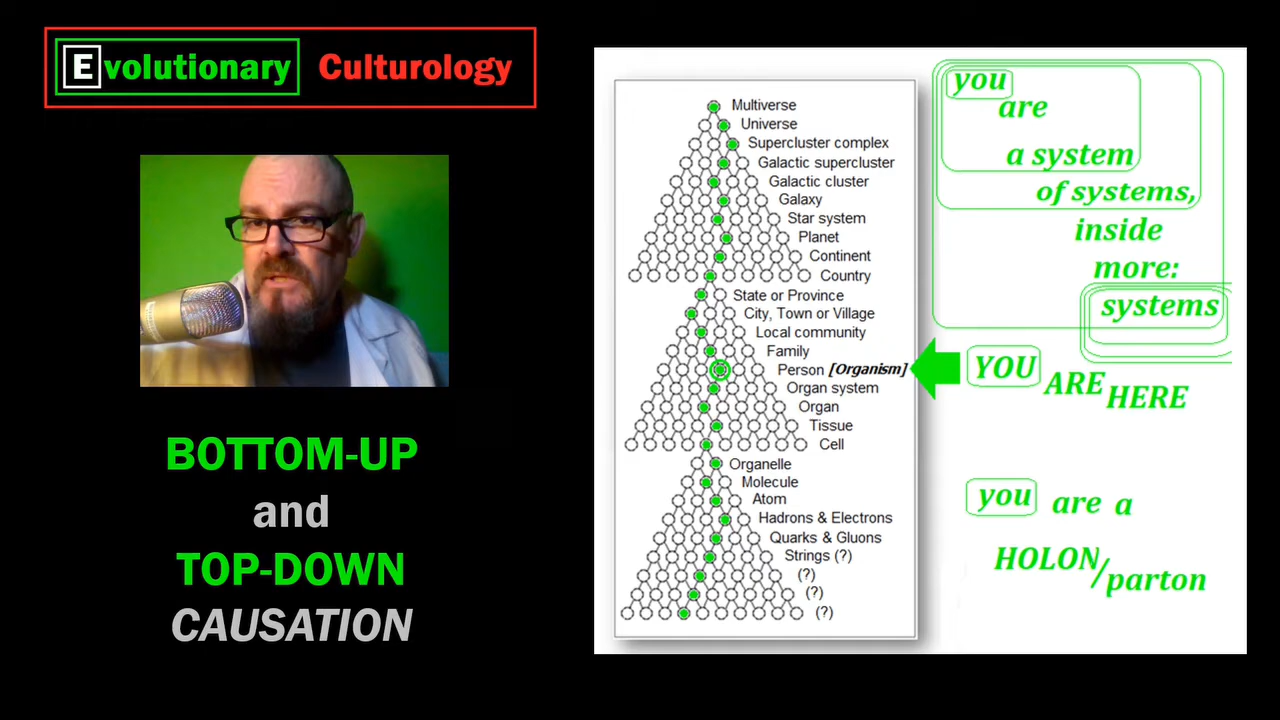 Evolutionary Culturology
BOTTOM-UP
and
TOP-DOWN
CAUSATION
Multiverse
Universe
Supercluster complex
Galactic supercluster
Galactic cluster
Galaxy
Star system
Planet
Continent
Country
State or Province
City, Town or Village
Local community
Family
Person [Organism]
Organ system
Organ
Tissue
Cell
Organelle
Molecule
Atom
Hadrons & Electrons
Quarks & Gluons
Strings (?)
(?)
(?)
(?)
you
are
a system
of systems,
inside
more:
systems
YOU ARE HERE
you are a
HOLON/parton